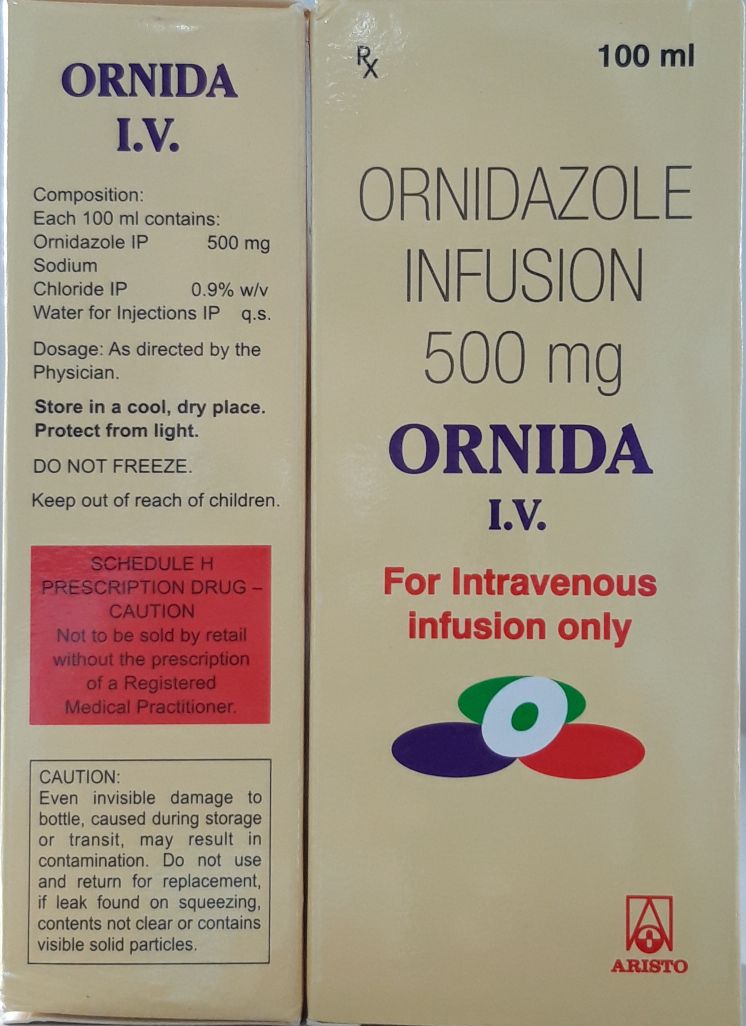 ORNIDA
I.V.
Composition:
Each 100 ml contains:
Ornidazole IP 500 mg
Sodium
Chloride IP 0.9% w/v
Water for Injections IP q.s.
Dosage: As directed by the
Physician.
Store in a cool, dry place.
Protect from light.
DO NOT FREEZE.
Keep out of reach of children.
SCHEDULE H
PRESCRIPTION DRUG –
CAUTION
Not to be sold by retail
without the prescription
of a Registered
Medical Practitioner.
CAUTION:
Even invisible damage to
bottle, caused during storage
or transit, may result in
contamination. Do not use
and return for replacement,
if leak found on squeezing,
contents not clear or contains
visible solid particles.
Rx
100 ml
ORNIDAZOLE
INFUSION
500 mg
ORNIDA
I.V.
For Intravenous
infusion only
ARISTO